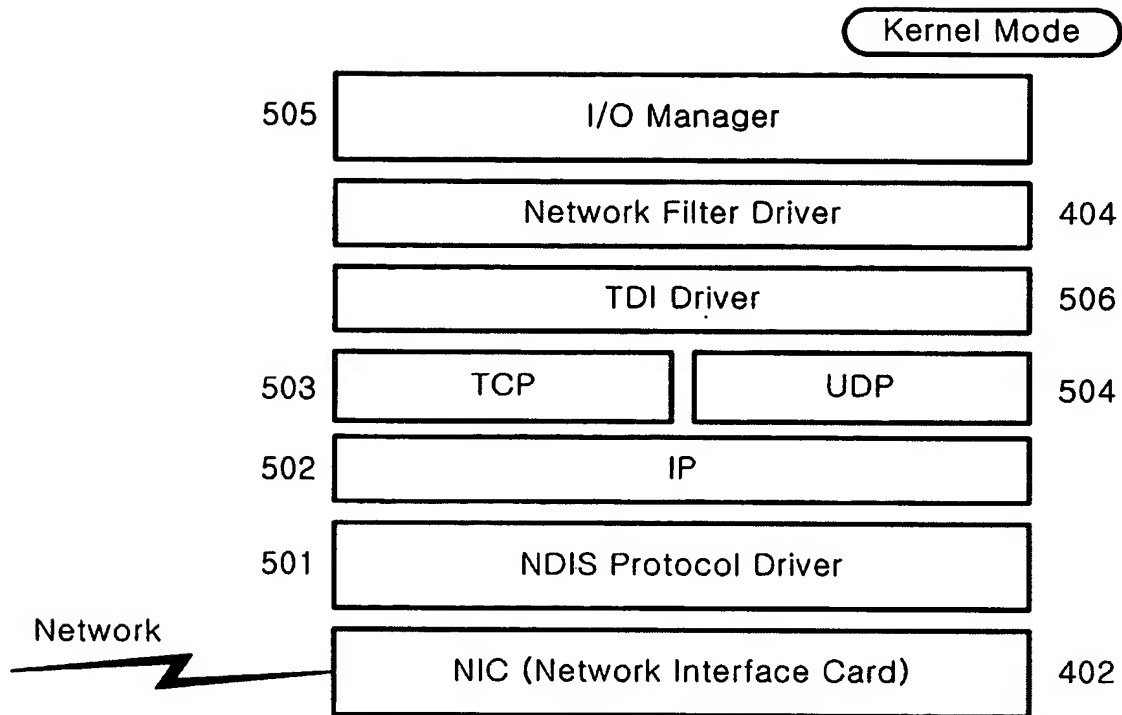 Kernel Mode
505 I/O Manager
Network Filter Driver 404
TDI Driver 506
503 TCP UDP 504
502 IP
501 NDIS Protocol Driver
Network
NIC (Network Interface Card) 402